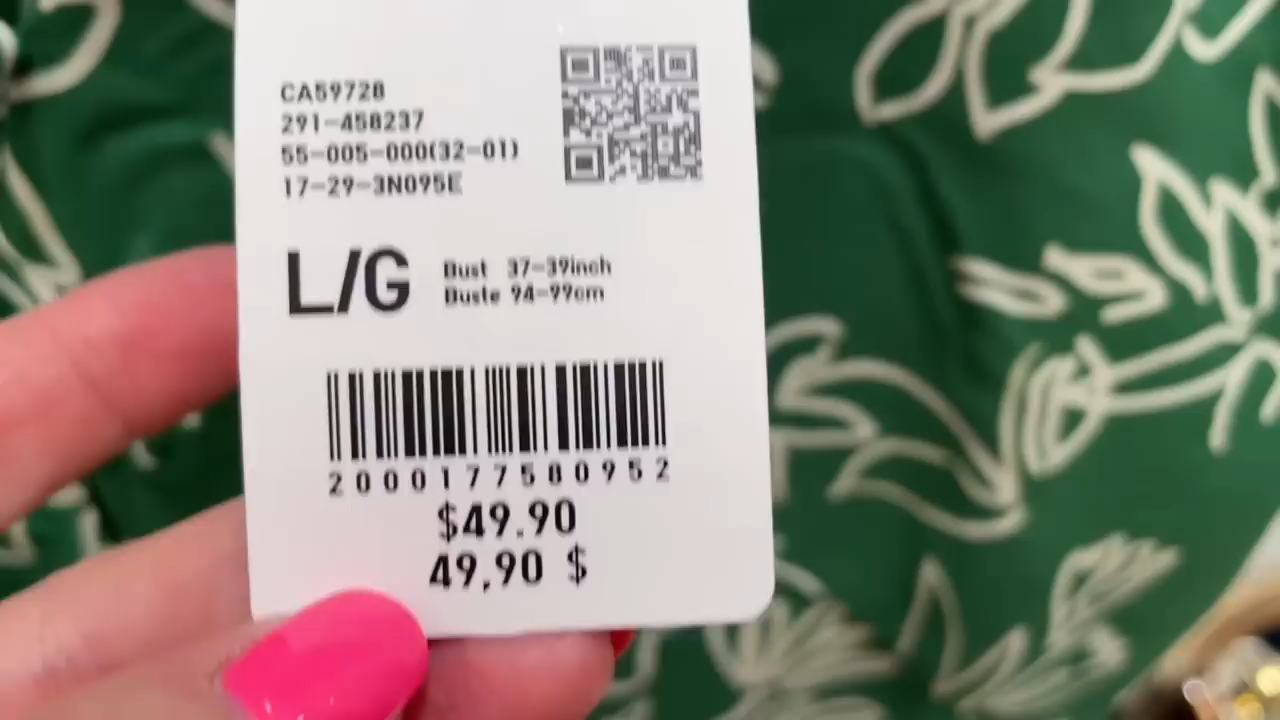 CA59728
291-458237
55-005-000(32-01)
17-29-3N095E
L/G
Bust 37-39inch
Buste 94-99cm
2000177580952
$49.90
49,90 $